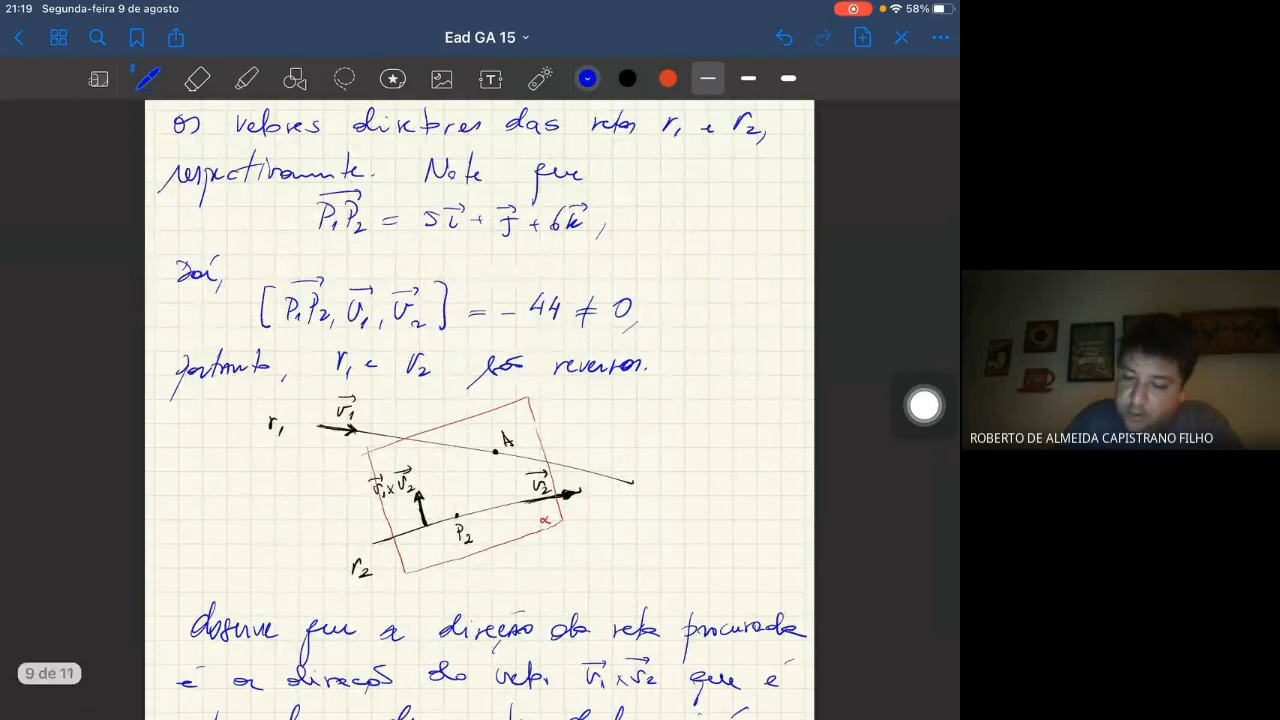 21:19 Segunda-feira 9 de agosto
58%
Ead GA 15
os vetores diretores das retas r₁ e r₂,
respectivamente. Note que
P₁P₂ = 5i + j + 6k,
Daí,
[P₁P₂, v₁, v₂] = - 44 ≠ 0,
portanto, r₁ e r₂ são reversas.
v₁
r₁
A
v₁ x v₂
v₂
P₂
α
r₂
Observe que a direção da reta procurada
9 de 11
é a direção do veto. v₁ x v₂ que é
ROBERTO DE ALMEIDA CAPISTRANO FILHO